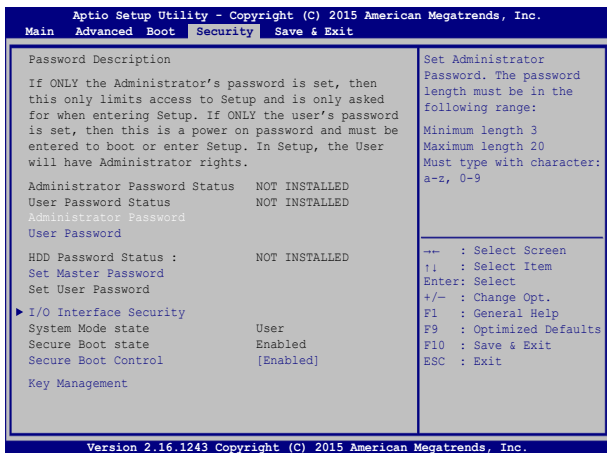 Aptio Setup Utility - Copyright (C) 2015 American Megatrends, Inc.
Main Advanced Boot Security Save & Exit
Password Description
If ONLY the Administrator's password is set, then
this only limits access to Setup and is only asked
for when entering Setup. If ONLY the user's password
is set, then this is a power on password and must be
entered to boot or enter Setup. In Setup, the User
will have Administrator rights.
Administrator Password Status NOT INSTALLED
User Password Status NOT INSTALLED
Administrator Password
User Password
HDD Password Status : NOT INSTALLED
Set Master Password
Set User Password
I/O Interface Security
System Mode state User
Secure Boot state Enabled
Secure Boot Control [Enabled]
Key Management
Set Administrator
Password. The password
length must be in the
following range:
Minimum length 3
Maximum length 20
Must type with character:
a-z, 0-9
→← : Select Screen
↑↓ : Select Item
Enter: Select
+/— : Change Opt.
F1 : General Help
F9 : Optimized Defaults
F10 : Save & Exit
ESC : Exit
Version 2.16.1243 Copyright (C) 2015 American Megatrends, Inc.